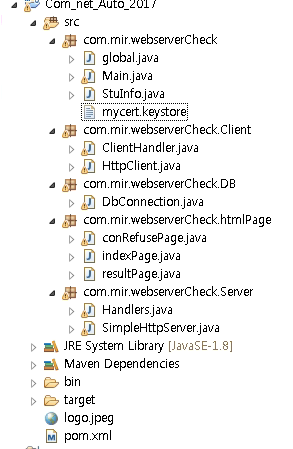 Com_net_Auto_2017
src
com.mir.webserverCheck
global.java
Main.java
StuInfo.java
mycert.keystore
com.mir.webserverCheck.Client
ClientHandler.java
HttpClient.java
com.mir.webserverCheck.DB
DbConnection.java
com.mir.webserverCheck.htmlPage
conRefusePage.java
indexPage.java
resultPage.java
com.mir.webserverCheck.Server
Handlers.java
SimpleHttpServer.java
JRE System Library [JavaSE-1.8]
Maven Dependencies
bin
target
logo.jpeg
pom.xml